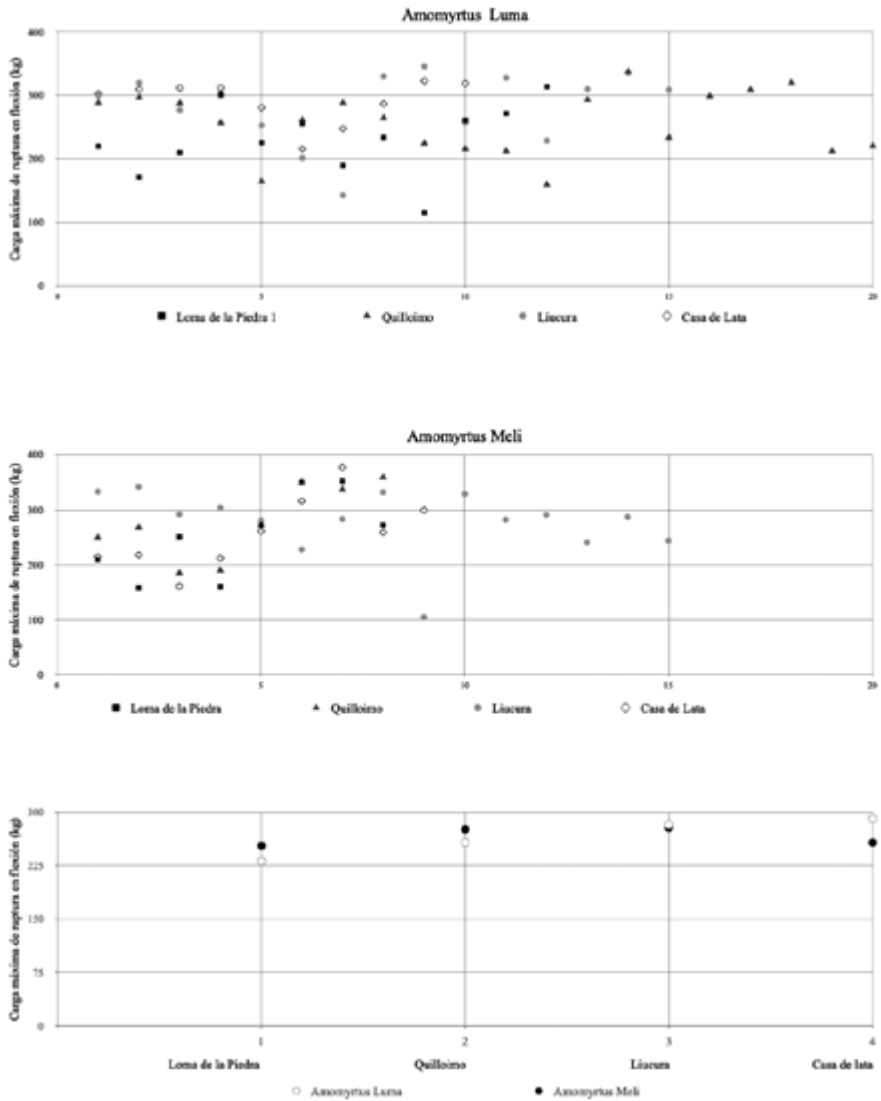 Amomyrtus Luma
Carga máxima de ruptura en flexión (kg)
400
300
200
100
0
0 5 10 15 20
Loma de la Piedra 1 Quilloimo Liucura Casa de Lata
Amomyrtus Meli
Carga máxima de ruptura en flexión (kg)
400
300
200
100
0
0 5 10 15 20
Loma de la Piedra Quilloimo Liucura Casa de Lata
Carga máxima de ruptura en flexión (kg)
300
225
150
75
0
1 2 3 4
Loma de la Piedra Quilloimo Liucura Casa de lata
Amomyrtus Luma Amomyrtus Meli